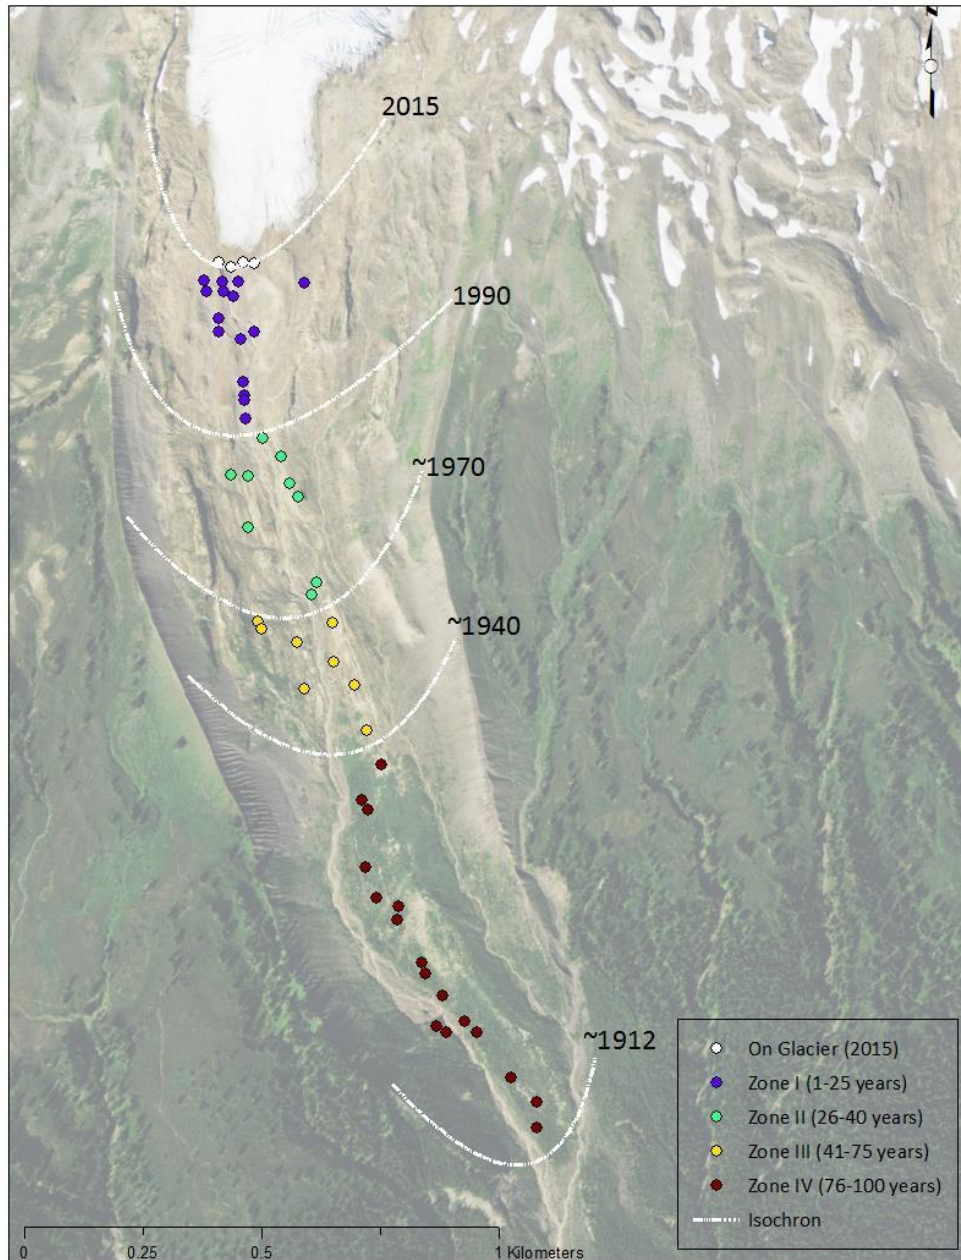 2015
1990
~1970
~1940
~1912
On Glacier (2015)
Zone I (1-25 years)
Zone II (26-40 years)
Zone III (41-75 years)
Zone IV (76-100 years)
Isochron
0 0.25 0.5 1 Kilometers